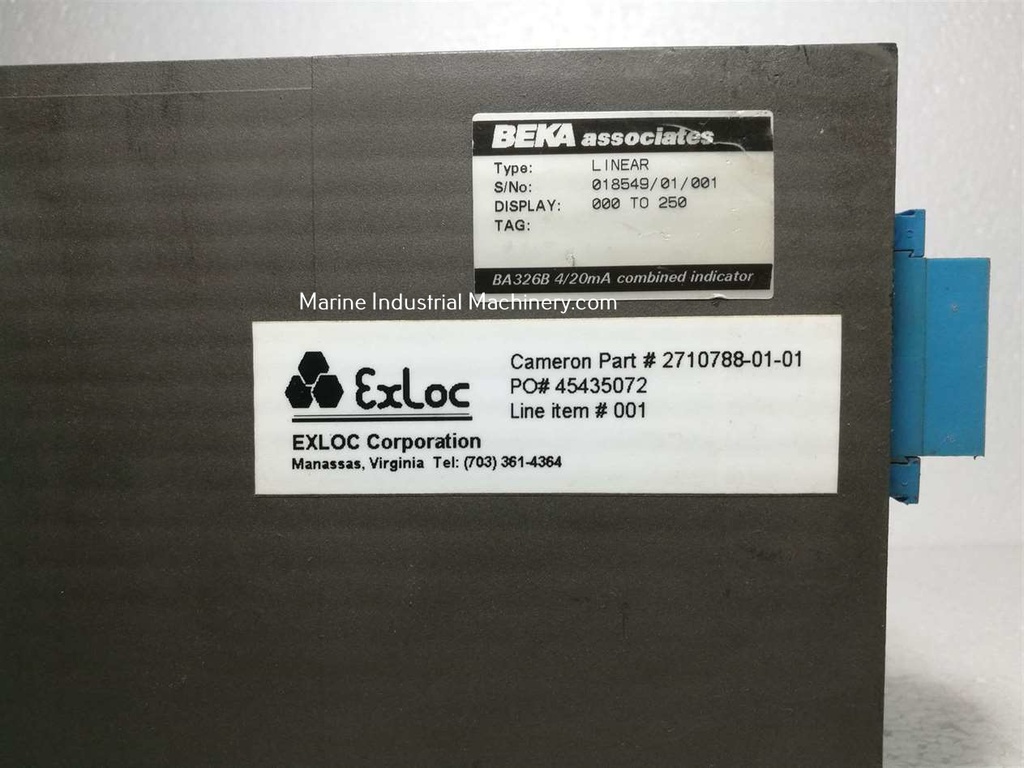 BEKA associates
Type: LINEAR
S/No: 018549/01/001
DISPLAY: 000 TO 250
TAG:
BA326B 4/20mA combined indicator
Marine Industrial Machinery.com
ExLoc
Cameron Part # 2710788-01-01
PO# 45435072
Line item # 001
EXLOC Corporation
Manassas, Virginia Tel: (703) 361-4364